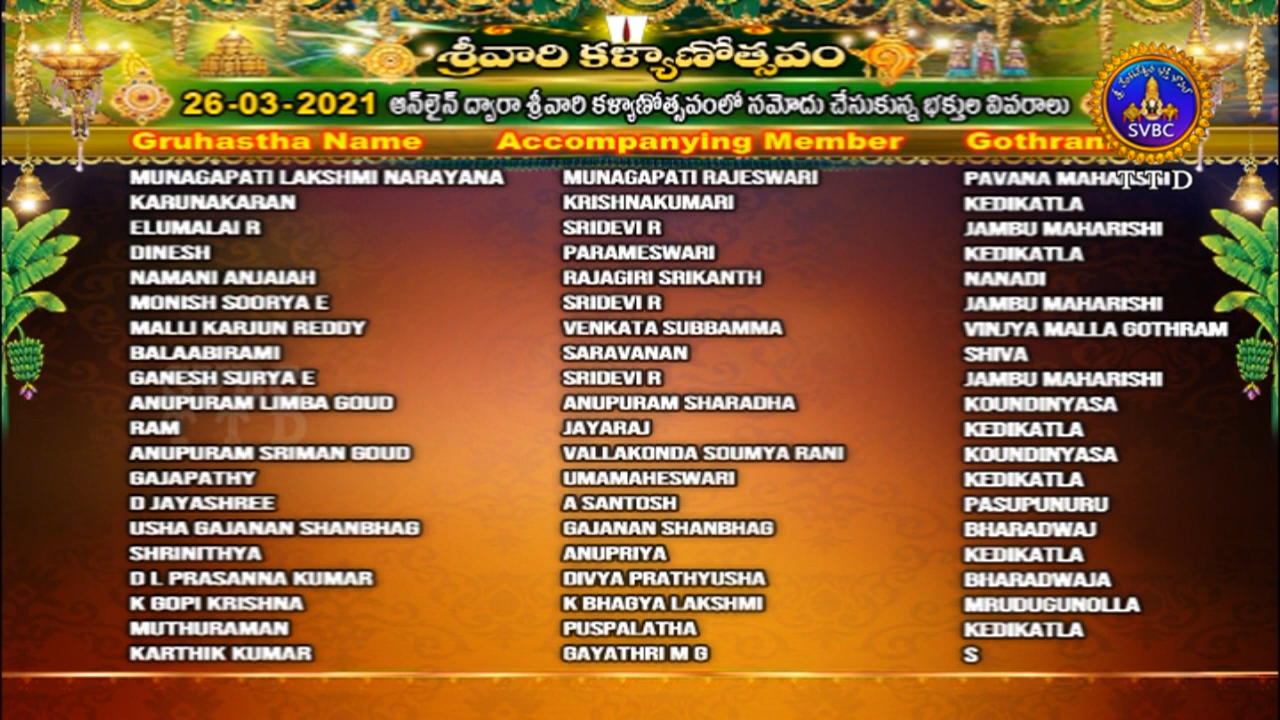 శ్రీవారి కళ్యాణోత్సవం
26-03-2021 ఆన్‌లైన్ ద్వారా శ్రీవారి కళ్యాణోత్సవంలో నమోదు చేసుకున్న భక్తుల వివరాలు
SVBC
TTD
Gruhastha Name Accompanying Member
MUNAGAPATI LAKSHMI NARAYANA MUNAGAPATI RAJESWARI PAVANA
KARUNAKARAN KRISHNAKUMARI KEDIKATLA
ELUMALAI R SRIDEVI R JAMBU MAHARISHI
DINESH PARAMESWARI KEDIKATLA
NAMANI ANJAIAH RAJAGIRI SRIKANTH NANADI
MONISH SOORYA E SRIDEVI R JAMBU MAHARISHI
MALLI KARJUN REDDY VENKATA SUBBAMMA VINJYA MALLA GOTHRAM
BALAABIRAMI SARAVANAN SHIVA
GANESH SURYA E SRIDEVI R JAMBU MAHARISHI
ANUPURAM LIMBA GOUD ANUPURAM SHARADHA KOUNDINYASA
RAM JAYARAJ KEDIKATLA
ANUPURAM SRIMAN GOUD VALLAKONDA SOUMYA RANI KOUNDINYASA
GAJAPATHY UMAMAHESWARI KEDIKATLA
D JAYASHREE A SANTOSH PASUPUNURU
USHA GAJANAN SHANBHAG GAJANAN SHANBHAG BHARADWAJ
SHRINITHYA ANUPRIYA KEDIKATLA
D L PRASANNA KUMAR DIVYA PRATHYUSHA BHARADWAJA
K GOPI KRISHNA K BHAGYA LAKSHMI MRUDUGUNOLLA
MUTHURAMAN PUSPALATHA KEDIKATLA
KARTHIK KUMAR GAYATHRI M G S